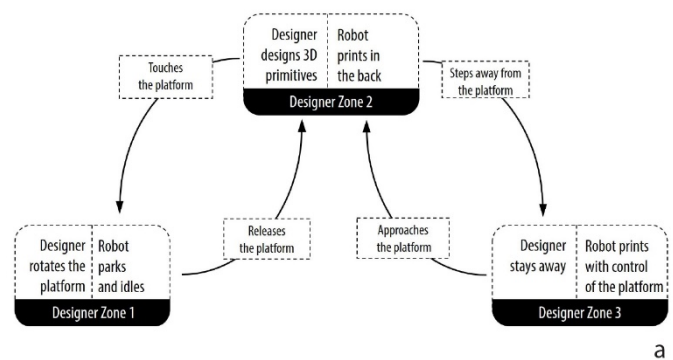 Designer
designs 3D
primitives
Robot
prints in
the back
Designer Zone 2
Touches
the platform
Steps away from
the platform
Releases
the platform
Approaches
the platform
Designer
rotates the
platform
Robot
parks
and idles
Designer Zone 1
Designer
stays away
Robot prints
with control
of the platform
Designer Zone 3
a